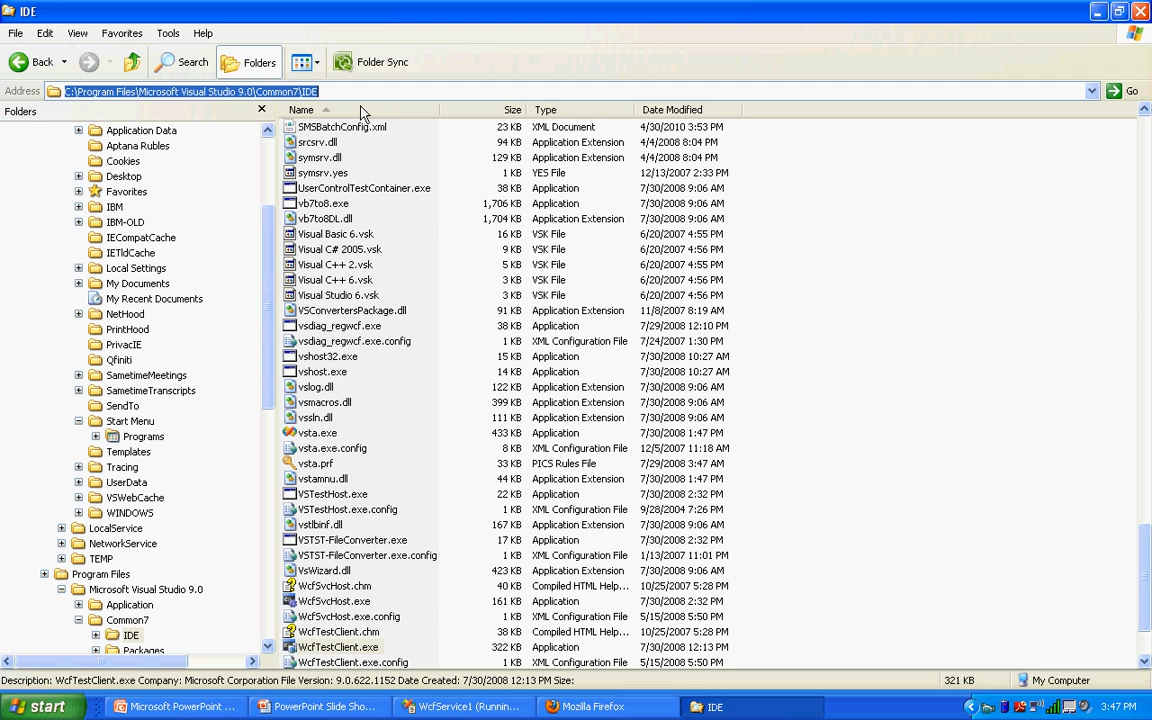 IDE
File Edit View Favorites Tools Help
Back Search Folders Folder Sync
Address C:\Program Files\Microsoft Visual Studio 9.0\Common7\IDE Go
Folders
Application Data
Aptana Rubles
Cookies
Desktop
Favorites
IBM
IBM-OLD
IECompatCache
IETldCache
Local Settings
My Documents
My Recent Documents
NetHood
PrintHood
PrivacIE
Qfiniti
SametimeMeetings
SametimeTranscripts
SendTo
Start Menu
Programs
Templates
Tracing
UserData
VSWebCache
WINDOWS
LocalService
NetworkService
TEMP
Program Files
Microsoft Visual Studio 9.0
Application
Common7
IDE
Packages
Name Size Type Date Modified
SMSBatchConfig.xml 23 KB XML Document 4/30/2010 3:53 PM
srcsrv.dll 94 KB Application Extension 4/4/2008 8:04 PM
symsrv.dll 129 KB Application Extension 4/4/2008 8:04 PM
symsrv.yes 1 KB YES File 12/13/2007 2:33 PM
UserControlTestContainer.exe 38 KB Application 7/30/2008 9:06 AM
vb7to8.exe 1,706 KB Application 7/30/2008 9:06 AM
vb7to8DL.dll 1,704 KB Application Extension 7/30/2008 9:06 AM
Visual Basic 6.vsk 16 KB VSK File 6/20/2007 4:55 PM
Visual C# 2005.vsk 9 KB VSK File 6/20/2007 4:56 PM
Visual C++ 2.vsk 5 KB VSK File 6/20/2007 4:55 PM
Visual C++ 6.vsk 3 KB VSK File 6/20/2007 4:56 PM
Visual Studio 6.vsk 3 KB VSK File 6/20/2007 4:56 PM
VSConvertersPackage.dll 91 KB Application Extension 11/8/2007 8:19 AM
vsdiag_regwcf.exe 38 KB Application 7/29/2008 12:10 PM
vsdiag_regwcf.exe.config 1 KB XML Configuration File 7/24/2007 1:30 PM
vshost32.exe 15 KB Application 7/30/2008 10:27 AM
vshost.exe 14 KB Application 7/30/2008 10:27 AM
vslog.dll 122 KB Application Extension 7/30/2008 9:06 AM
vsmacros.dll 399 KB Application Extension 7/30/2008 9:06 AM
vssln.dll 111 KB Application Extension 7/30/2008 9:06 AM
vsta.exe 433 KB Application 7/30/2008 1:47 PM
vsta.exe.config 8 KB XML Configuration File 12/5/2007 11:18 AM
vsta.prf 33 KB PICS Rules File 7/29/2008 3:47 AM
vstamnu.dll 44 KB Application Extension 7/30/2008 1:47 PM
VSTestHost.exe 22 KB Application 7/30/2008 2:32 PM
VSTestHost.exe.config 1 KB XML Configuration File 9/28/2004 7:26 PM
vstlbinf.dll 167 KB Application Extension 7/30/2008 9:06 AM
VSTST-FileConverter.exe 17 KB Application 7/30/2008 2:32 PM
VSTST-FileConverter.exe.config 1 KB XML Configuration File 1/13/2007 11:01 PM
VsWizard.dll 423 KB Application Extension 7/30/2008 9:06 AM
WcfSvcHost.chm 40 KB Compiled HTML Help... 10/25/2007 5:28 PM
WcfSvcHost.exe 161 KB Application 7/30/2008 2:32 PM
WcfSvcHost.exe.config 1 KB XML Configuration File 5/15/2008 5:50 PM
WcfTestClient.chm 38 KB Compiled HTML Help... 10/25/2007 5:28 PM
WcfTestClient.exe 322 KB Application 7/30/2008 12:13 PM
WcfTestClient.exe.config 1 KB XML Configuration File 5/15/2008 5:50 PM
Description: WcfTestClient.exe Company: Microsoft Corporation File Version: 9.0.622.1152 Date Created: 7/30/2008 12:13 PM Size: 321 KB My Computer
start Microsoft PowerPoint ... PowerPoint Slide Sho... WcfService1 (Runnin... Mozilla Firefox IDE 3:47 PM